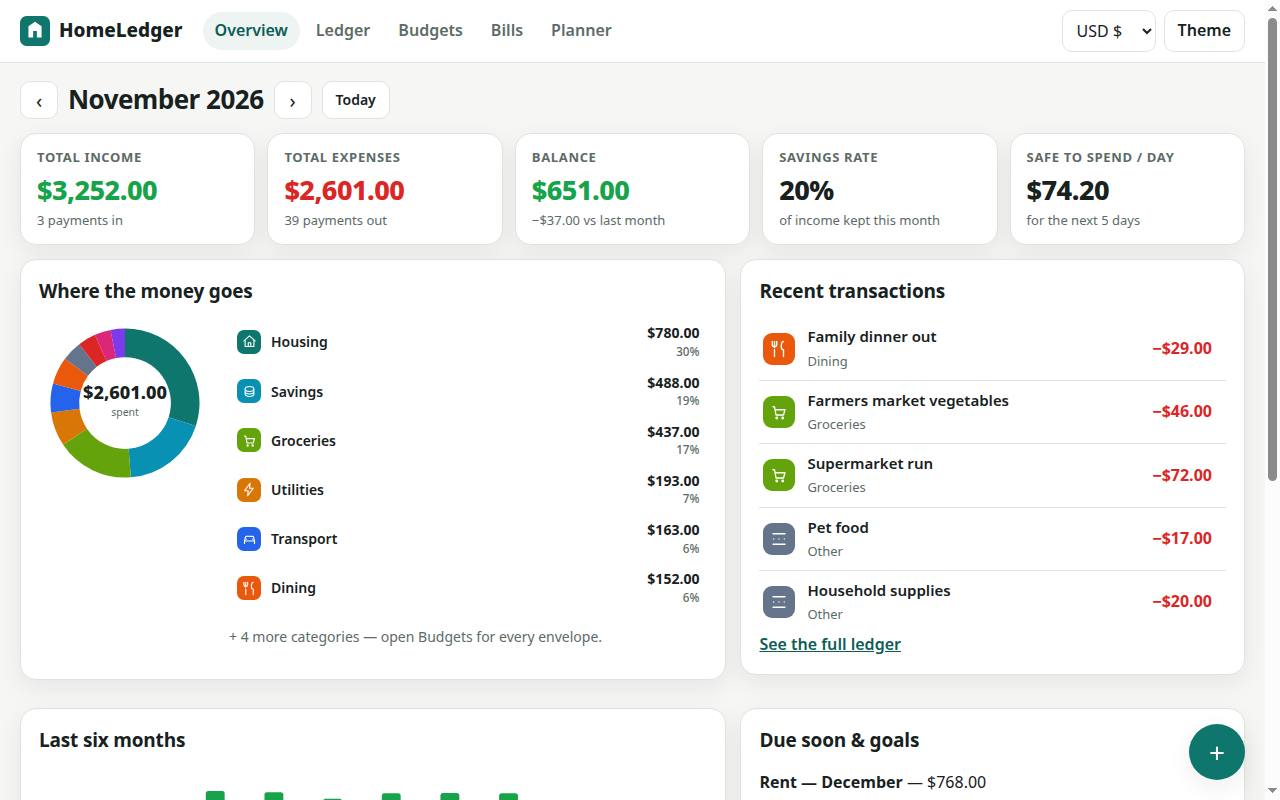 HomeLedger
Overview
Ledger
Budgets
Bills
Planner
USD $
Theme
‹
November 2026
›
Today
TOTAL INCOME
$3,252.00
3 payments in
TOTAL EXPENSES
$2,601.00
39 payments out
BALANCE
$651.00
−$37.00 vs last month
SAVINGS RATE
20%
of income kept this month
SAFE TO SPEND / DAY
$74.20
for the next 5 days
Where the money goes
$2,601.00
spent
Housing
$780.00
30%
Savings
$488.00
19%
Groceries
$437.00
17%
Utilities
$193.00
7%
Transport
$163.00
6%
Dining
$152.00
6%
+ 4 more categories — open Budgets for every envelope.
Recent transactions
Family dinner out
Dining
−$29.00
Farmers market vegetables
Groceries
−$46.00
Supermarket run
Groceries
−$72.00
Pet food
Other
−$17.00
Household supplies
Other
−$20.00
See the full ledger
Last six months
Due soon & goals
Rent — December — $768.00
+